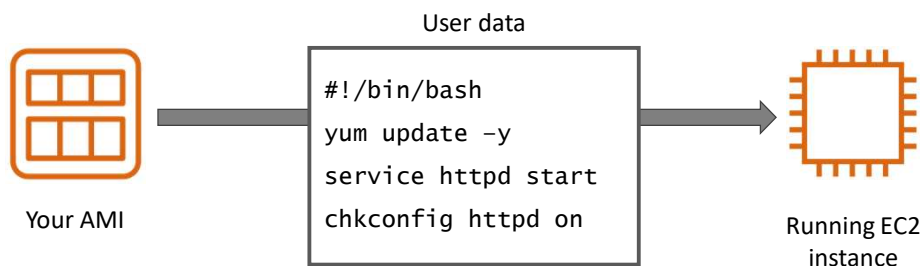 User data
#!/bin/bash
yum update –y
service httpd start
chkconfig httpd on
Your AMI
Running EC2
instance